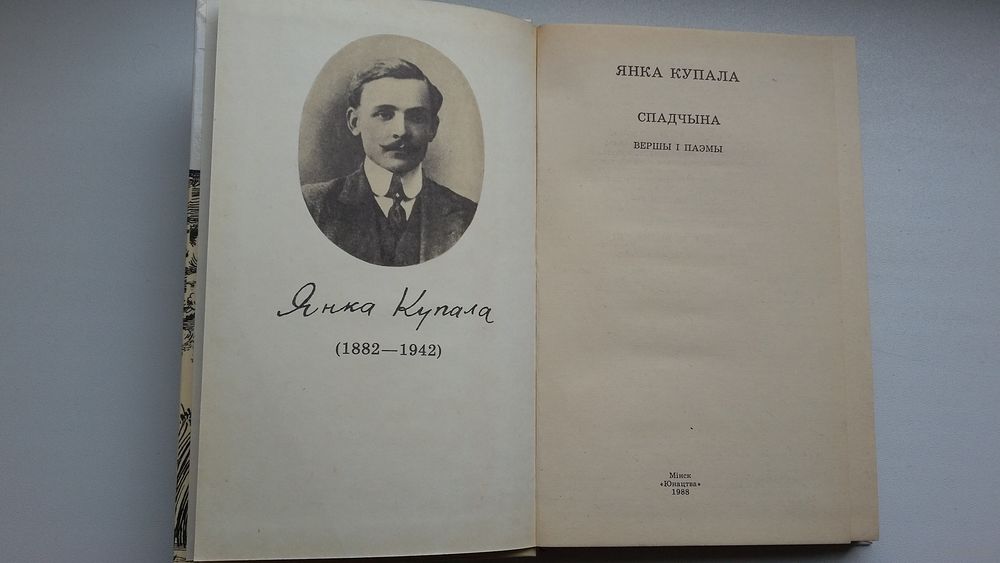 Янка Купала
(1882—1942)
ЯНКА КУПАЛА
СПАДЧЫНА
ВЕРШЫ І ПАЭМЫ
Мінск
«Юнацтва»
1988